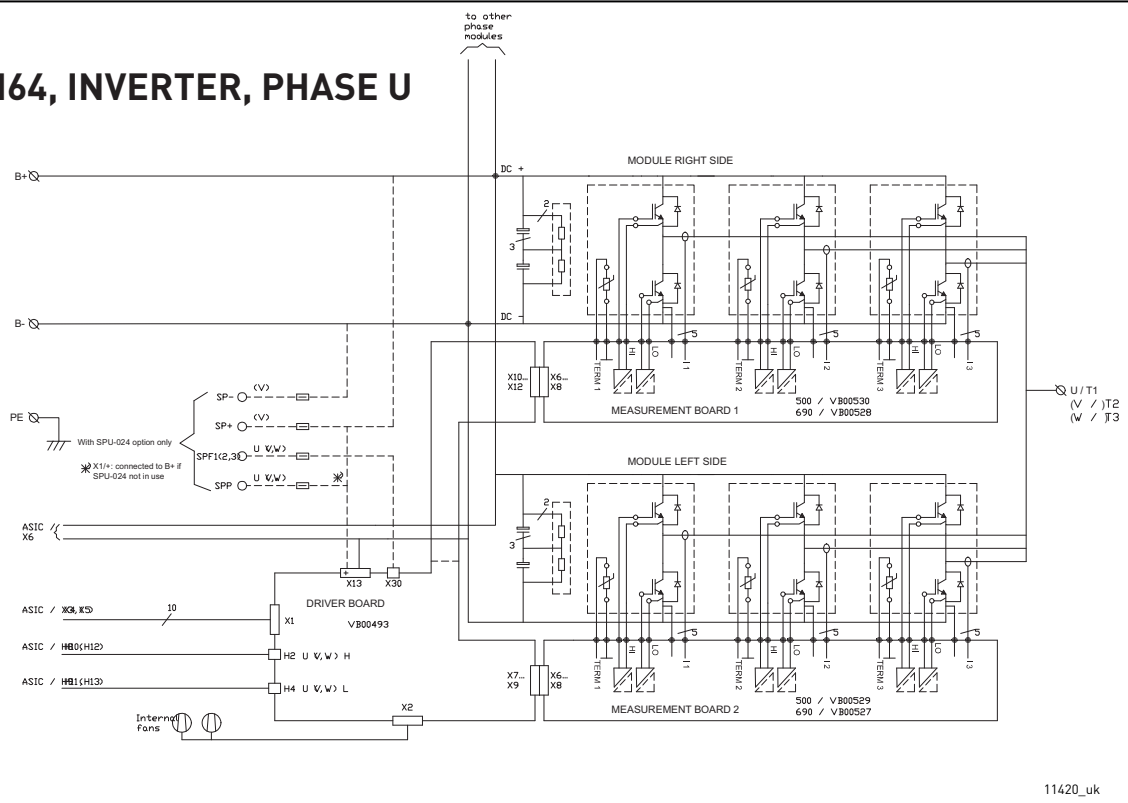 to other
phase
modules
I64, INVERTER, PHASE U
MODULE RIGHT SIDE
B+
DC +
2
3
B-
DC -
5
5
5
TERM 1
HI
LO
I1
TERM 2
HI
LO
I2
TERM 3
HI
LO
I3
X10...
X12
X6...
X8
MEASUREMENT BOARD 1
500 / VB00530
690 / VB00528
U/T1
(V / )T2
(W / )T3
PE
With SPU-024 option only
X1/+: connected to B+ if
SPU-024 not in use
SP-
(V)
SP+
(V)
SPF1(2,3)
U (V,W)
SPP
U (V,W)
MODULE LEFT SIDE
2
3
ASIC /
X6
X13
X30
DRIVER BOARD
VB00493
ASIC /
10
X1
ASIC / (H12)
H2 U (V,W) H
ASIC / (H13)
H4 U (V,W) L
5
5
5
TERM 1
HI
LO
I1
TERM 2
HI
LO
I2
TERM 3
HI
LO
I3
X7...
X9
X6...
X8
MEASUREMENT BOARD 2
500 / VB00529
690 / VB00527
X2
Internal
fans
11420_uk